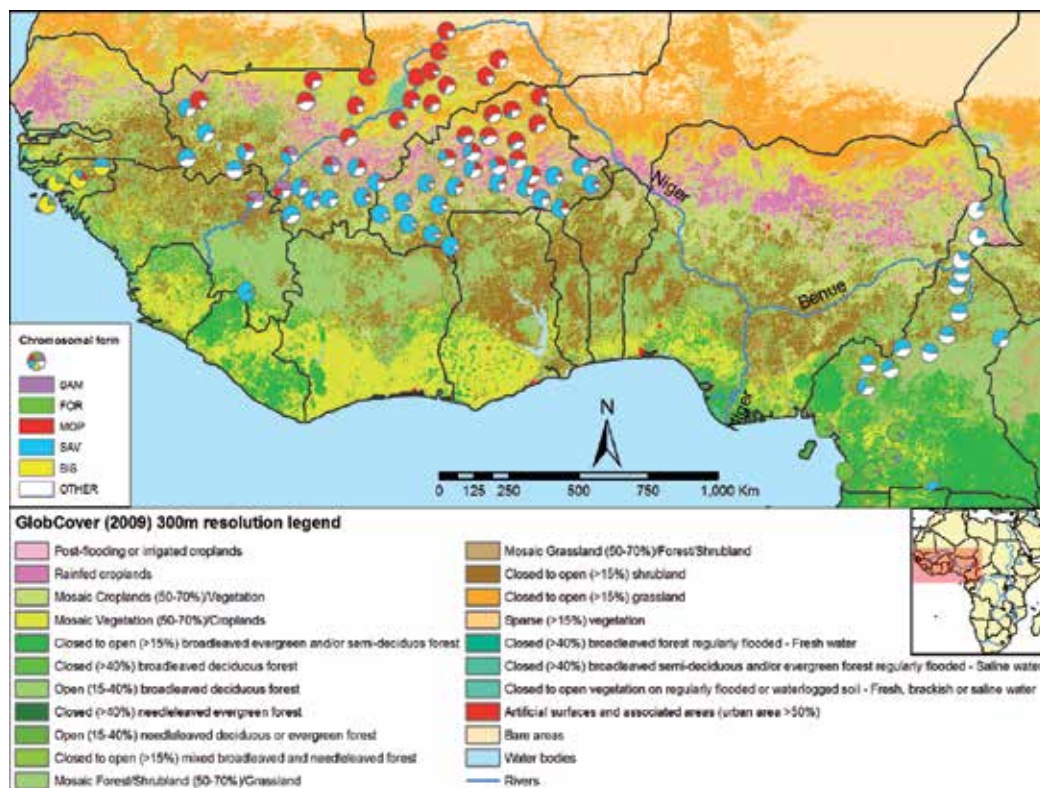 Niger
Benue
Niger
Chromosomal form
BAM
FOR
MOP
SAV
BIS
OTHER
N
0 125 250 500 750 1,000 Km
GlobCover (2009) 300m resolution legend
Post-flooding or irrigated croplands
Rainfed croplands
Mosaic Croplands (50-70%)/Vegetation
Mosaic Vegetation (50-70%)/Croplands
Closed to open (>15%) broadleaved evergreen and/or semi-deciduos forest
Closed (>40%) broadleaved deciduous forest
Open (15-40%) broadleaved deciduous forest
Closed (>40%) needleleaved evergreen forest
Open (15-40%) needleleaved deciduous or evergreen forest
Closed to open (>15%) mixed broadleaved and needleleaved forest
Mosaic Forest/Shrubland (50-70%)/Grassland
Mosaic Grassland (50-70%)/Forest/Shrubland
Closed to open (>15%) shrubland
Closed to open (>15%) grassland
Sparse (>15%) vegetation
Closed (>40%) broadleaved forest regularly flooded - Fresh water
Closed (>40%) broadleaved semi-deciduous and/or evergreen forest regularly flooded - Saline water
Closed to open vegetation on regularly flooded or waterlogged soil - Fresh, brackish or saline water
Artificial surfaces and associated areas (urban area >50%)
Bare areas
Water bodies
Rivers